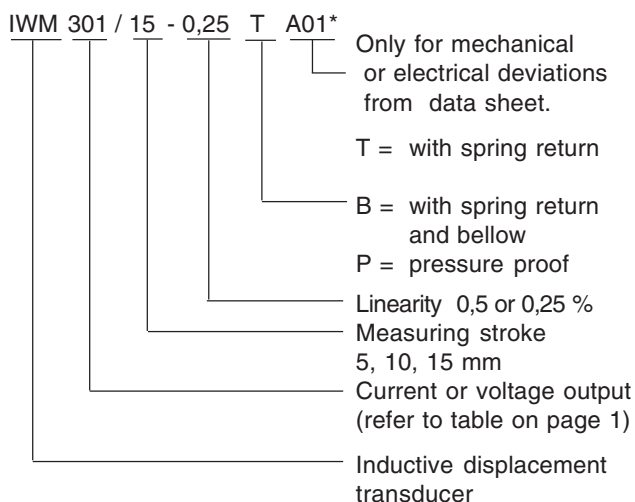 IWM 301 / 15 - 0,25 T A01*
Only for mechanical
or electrical deviations
from data sheet.
T = with spring return
B = with spring return
and bellow
P = pressure proof
Linearity 0,5 or 0,25 %
Measuring stroke
5, 10, 15 mm
Current or voltage output
(refer to table on page 1)
Inductive displacement
transducer